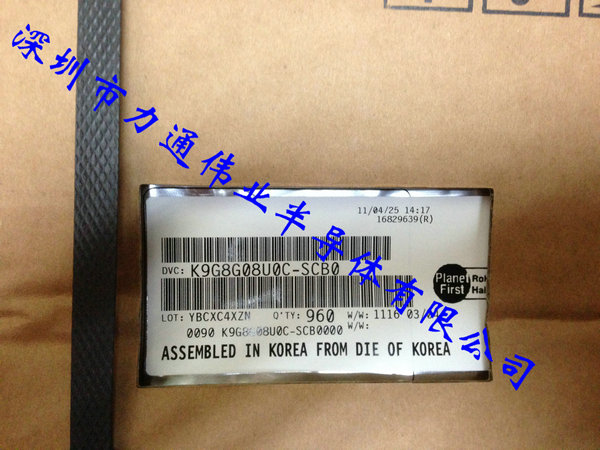 深圳市力通伟业半导体有限公司
11/04/25 14:17
16829639(R)
DVC: K9G8G08U0C-SCB0
Planet First
LOT: YBCXC4XZN Q'TY: 960 W/W: 1116 03/
0090 K9G8G08U0C-SCB0000 W/W:
ASSEMBLED IN KOREA FROM DIE OF KOREA